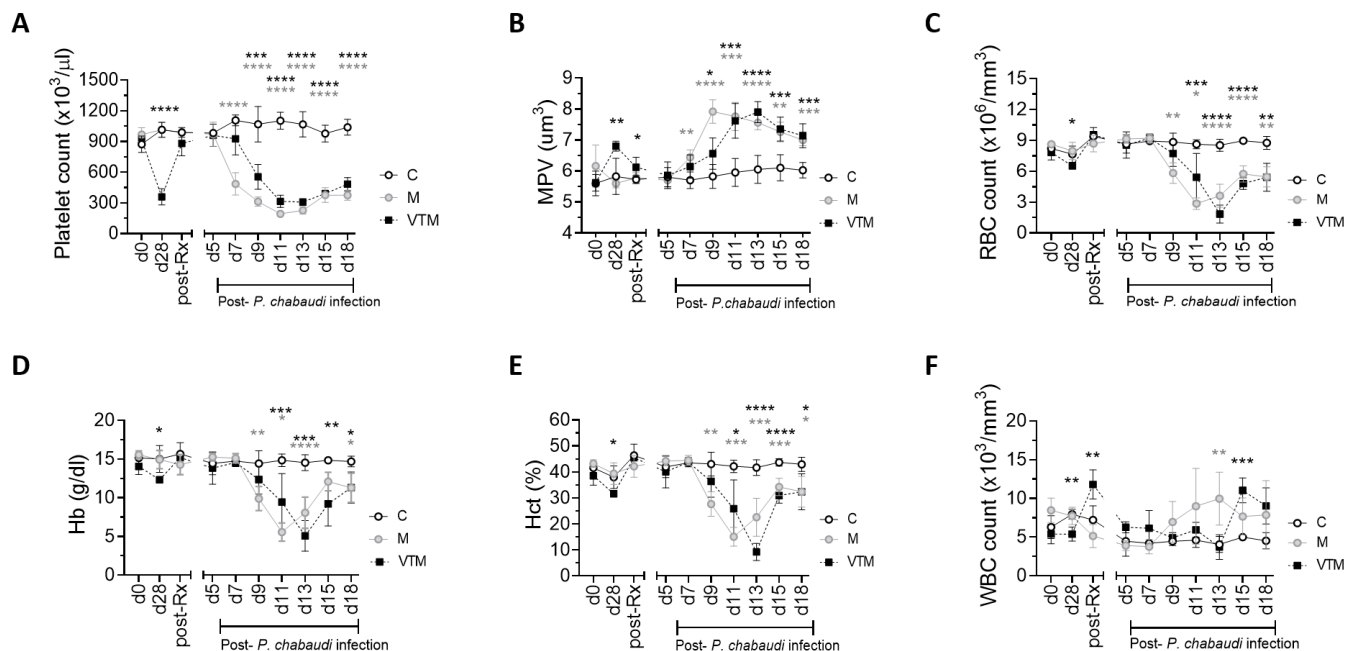 A
Platelet count (x10³/µl)
1500
1200
900
600
300
0
*** **** **** ****
**** **** **** ****
**** **** **** ****
****
d0 d28 post-Rx d5 d7 d9 d11 d13 d15 d18
Post- P. chabaudi infection
C
M
VTM
B
MPV (um³)
9
8
7
6
5
4
***
*** * **** ***
**** **** ** ***
** * ** ***
d0 d28 post-Rx d5 d7 d9 d11 d13 d15 d18
Post- P.chabaudi infection
C
M
VTM
C
RBC count (x10⁶/mm³)
15
12
9
6
3
0
*** ****
* ****
* ** **** **
**** **
d0 d28 post-Rx d5 d7 d9 d11 d13 d15 d18
Post- P. chabaudi infection
C
M
VTM
D
Hb (g/dl)
20
15
10
5
0
*** ** *
* ** * *** *
****
d0 d28 post-Rx d5 d7 d9 d11 d13 d15 d18
Post- P. chabaudi infection
C
M
VTM
E
Hct (%)
60
50
40
30
20
10
0
**** *
*** *
* ** * ****
*** ***
d0 d28 post-Rx d5 d7 d9 d11 d13 d15 d18
Post- P. chabaudi infection
C
M
VTM
F
WBC count (x10³/mm³)
20
15
10
5
0
** ** ** ***
d0 d28 post-Rx d5 d7 d9 d11 d13 d15 d18
Post- P. chabaudi infection
C
M
VTM